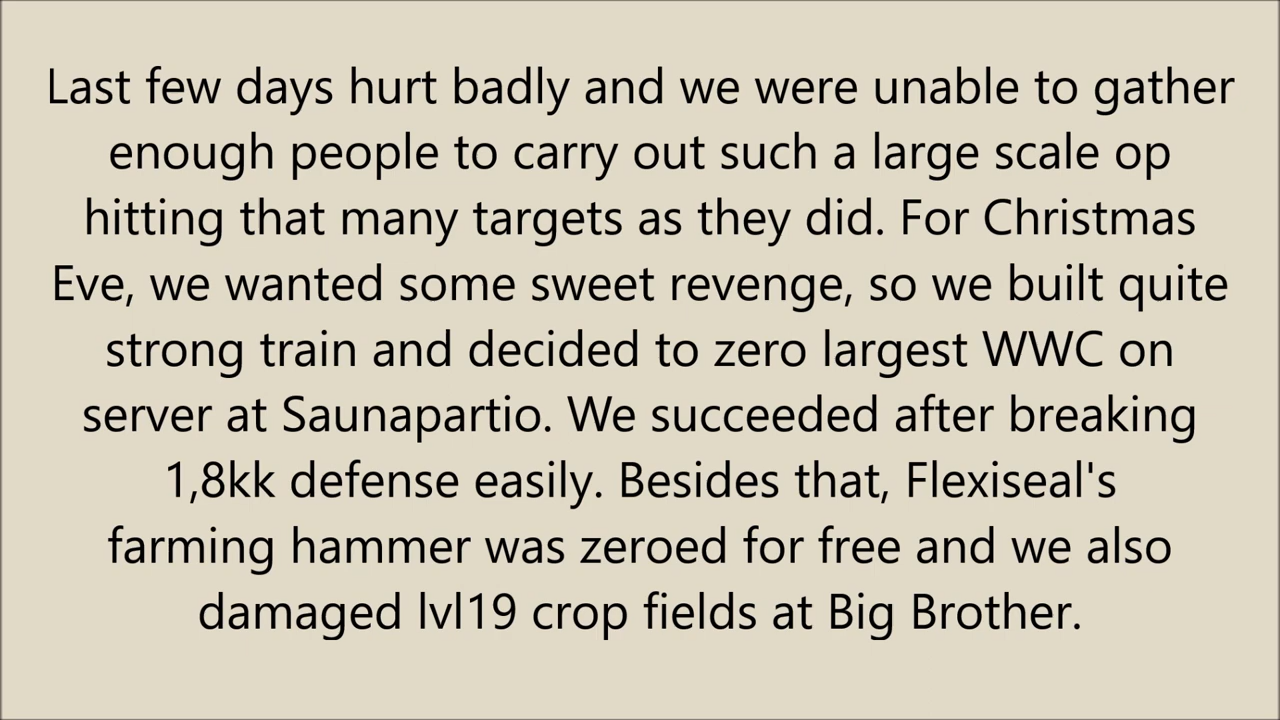 Last few days hurt badly and we were unable to gather
enough people to carry out such a large scale op
hitting that many targets as they did. For Christmas
Eve, we wanted some sweet revenge, so we built quite
strong train and decided to zero largest WWC on
server at Saunapartio. We succeeded after breaking
1,8kk defense easily. Besides that, Flexiseal's
farming hammer was zeroed for free and we also
damaged lvl19 crop fields at Big Brother.